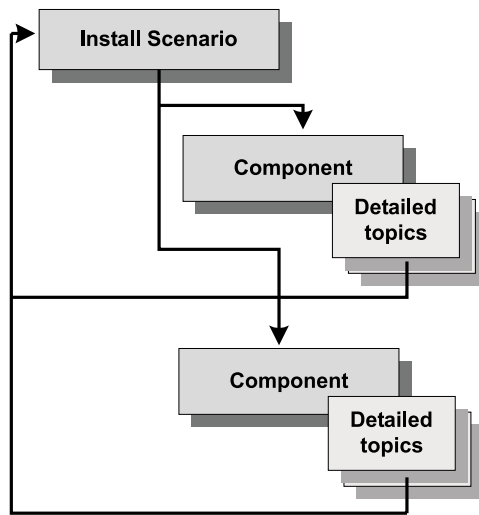 Install Scenario
Component
Detailed
topics
Component
Detailed
topics